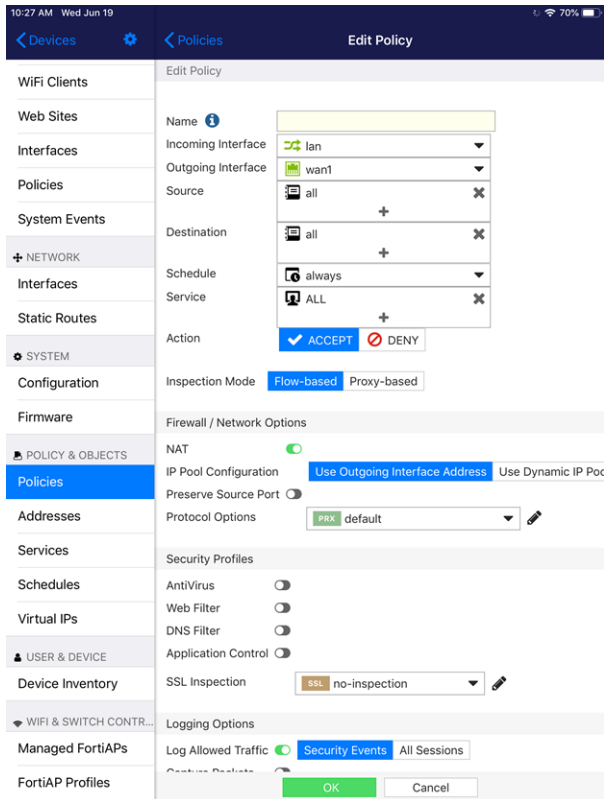 10:27 AM Wed Jun 19
70%
Devices
Policies
Edit Policy
WiFi Clients
Web Sites
Interfaces
Policies
System Events
NETWORK
Interfaces
Static Routes
SYSTEM
Configuration
Firmware
POLICY & OBJECTS
Policies
Addresses
Services
Schedules
Virtual IPs
USER & DEVICE
Device Inventory
WIFI & SWITCH CONTR...
Managed FortiAPs
FortiAP Profiles
Edit Policy
Name
Incoming Interface lan
Outgoing Interface wan1
Source all
+
Destination all
+
Schedule always
Service ALL
+
Action ACCEPT DENY
Inspection Mode Flow-based Proxy-based
Firewall / Network Options
NAT
IP Pool Configuration Use Outgoing Interface Address Use Dynamic IP Poo
Preserve Source Port
Protocol Options PRX default
Security Profiles
AntiVirus
Web Filter
DNS Filter
Application Control
SSL Inspection SSL no-inspection
Logging Options
Log Allowed Traffic Security Events All Sessions
Capture Packets
OK Cancel